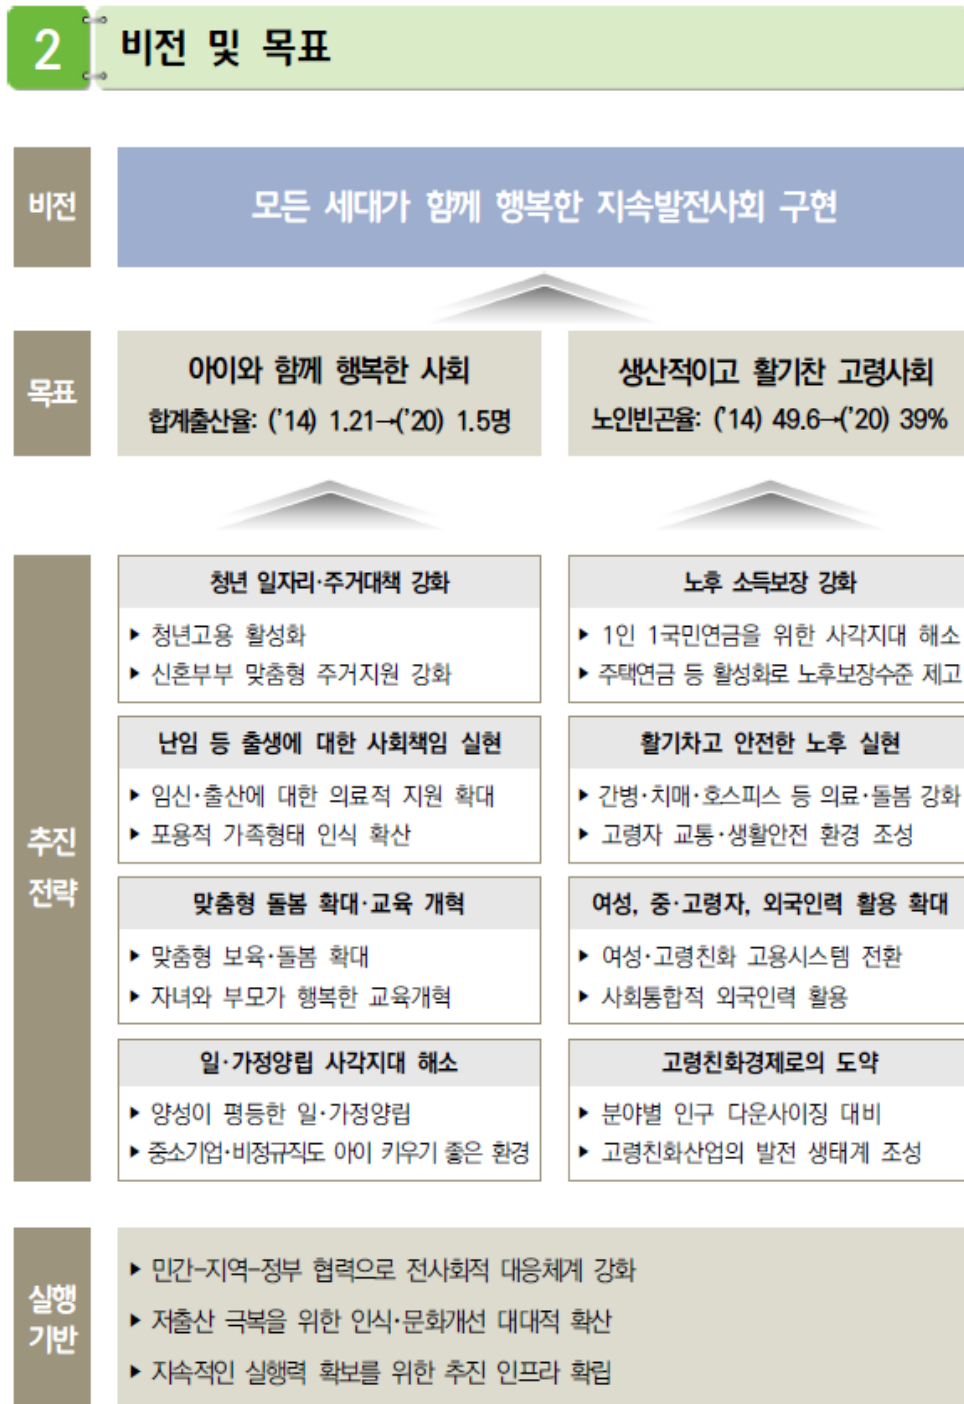 2 비전 및 목표
비전
모든 세대가 함께 행복한 지속발전사회 구현
목표
아이와 함께 행복한 사회
합계출산율: ('14) 1.21→('20) 1.5명
생산적이고 활기찬 고령사회
노인빈곤율: ('14) 49.6→('20) 39%
추진
전략
청년 일자리·주거대책 강화
▶ 청년고용 활성화
▶ 신혼부부 맞춤형 주거지원 강화
노후 소득보장 강화
▶ 1인 1국민연금을 위한 사각지대 해소
▶ 주택연금 등 활성화로 노후보장수준 제고
난임 등 출생에 대한 사회책임 실현
▶ 임신·출산에 대한 의료적 지원 확대
▶ 포용적 가족형태 인식 확산
활기차고 안전한 노후 실현
▶ 간병·치매·호스피스 등 의료·돌봄 강화
▶ 고령자 교통·생활안전 환경 조성
맞춤형 돌봄 확대·교육 개혁
▶ 맞춤형 보육·돌봄 확대
▶ 자녀와 부모가 행복한 교육개혁
여성, 중·고령자, 외국인력 활용 확대
▶ 여성·고령친화 고용시스템 전환
▶ 사회통합적 외국인력 활용
일·가정양립 사각지대 해소
▶ 양성이 평등한 일·가정양립
▶ 중소기업·비정규직도 아이 키우기 좋은 환경
고령친화경제로의 도약
▶ 분야별 인구 다운사이징 대비
▶ 고령친화산업의 발전 생태계 조성
실행
기반
▶ 민간-지역-정부 협력으로 전사회적 대응체계 강화
▶ 저출산 극복을 위한 인식·문화개선 대대적 확산
▶ 지속적인 실행력 확보를 위한 추진 인프라 확립